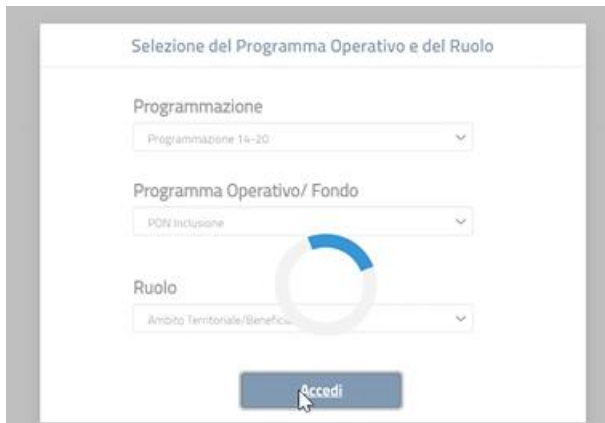 Selezione del Programma Operativo e del Ruolo
Programmazione
Programmazione 14-20
Programma Operativo/ Fondo
PON Inclusione
Ruolo
Ambito Territoriale/
Accedi